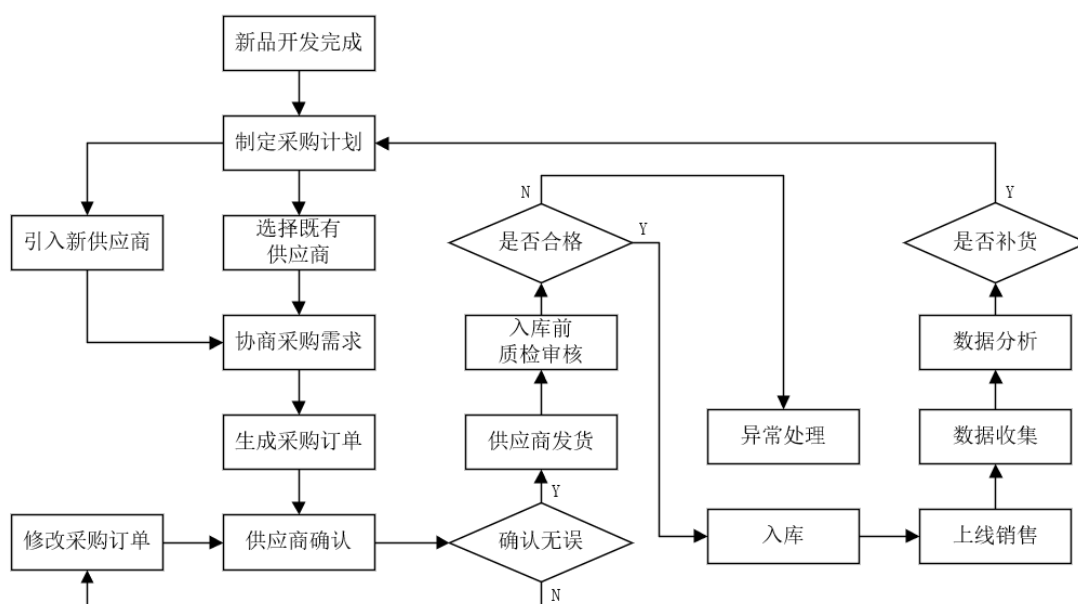 新品开发完成
制定采购计划
引入新供应商
选择既有
供应商
协商采购需求
生成采购订单
修改采购订单
供应商确认
确认无误
Y
N
供应商发货
入库前
质检审核
是否合格
N
Y
异常处理
入库
上线销售
数据收集
数据分析
是否补货
Y